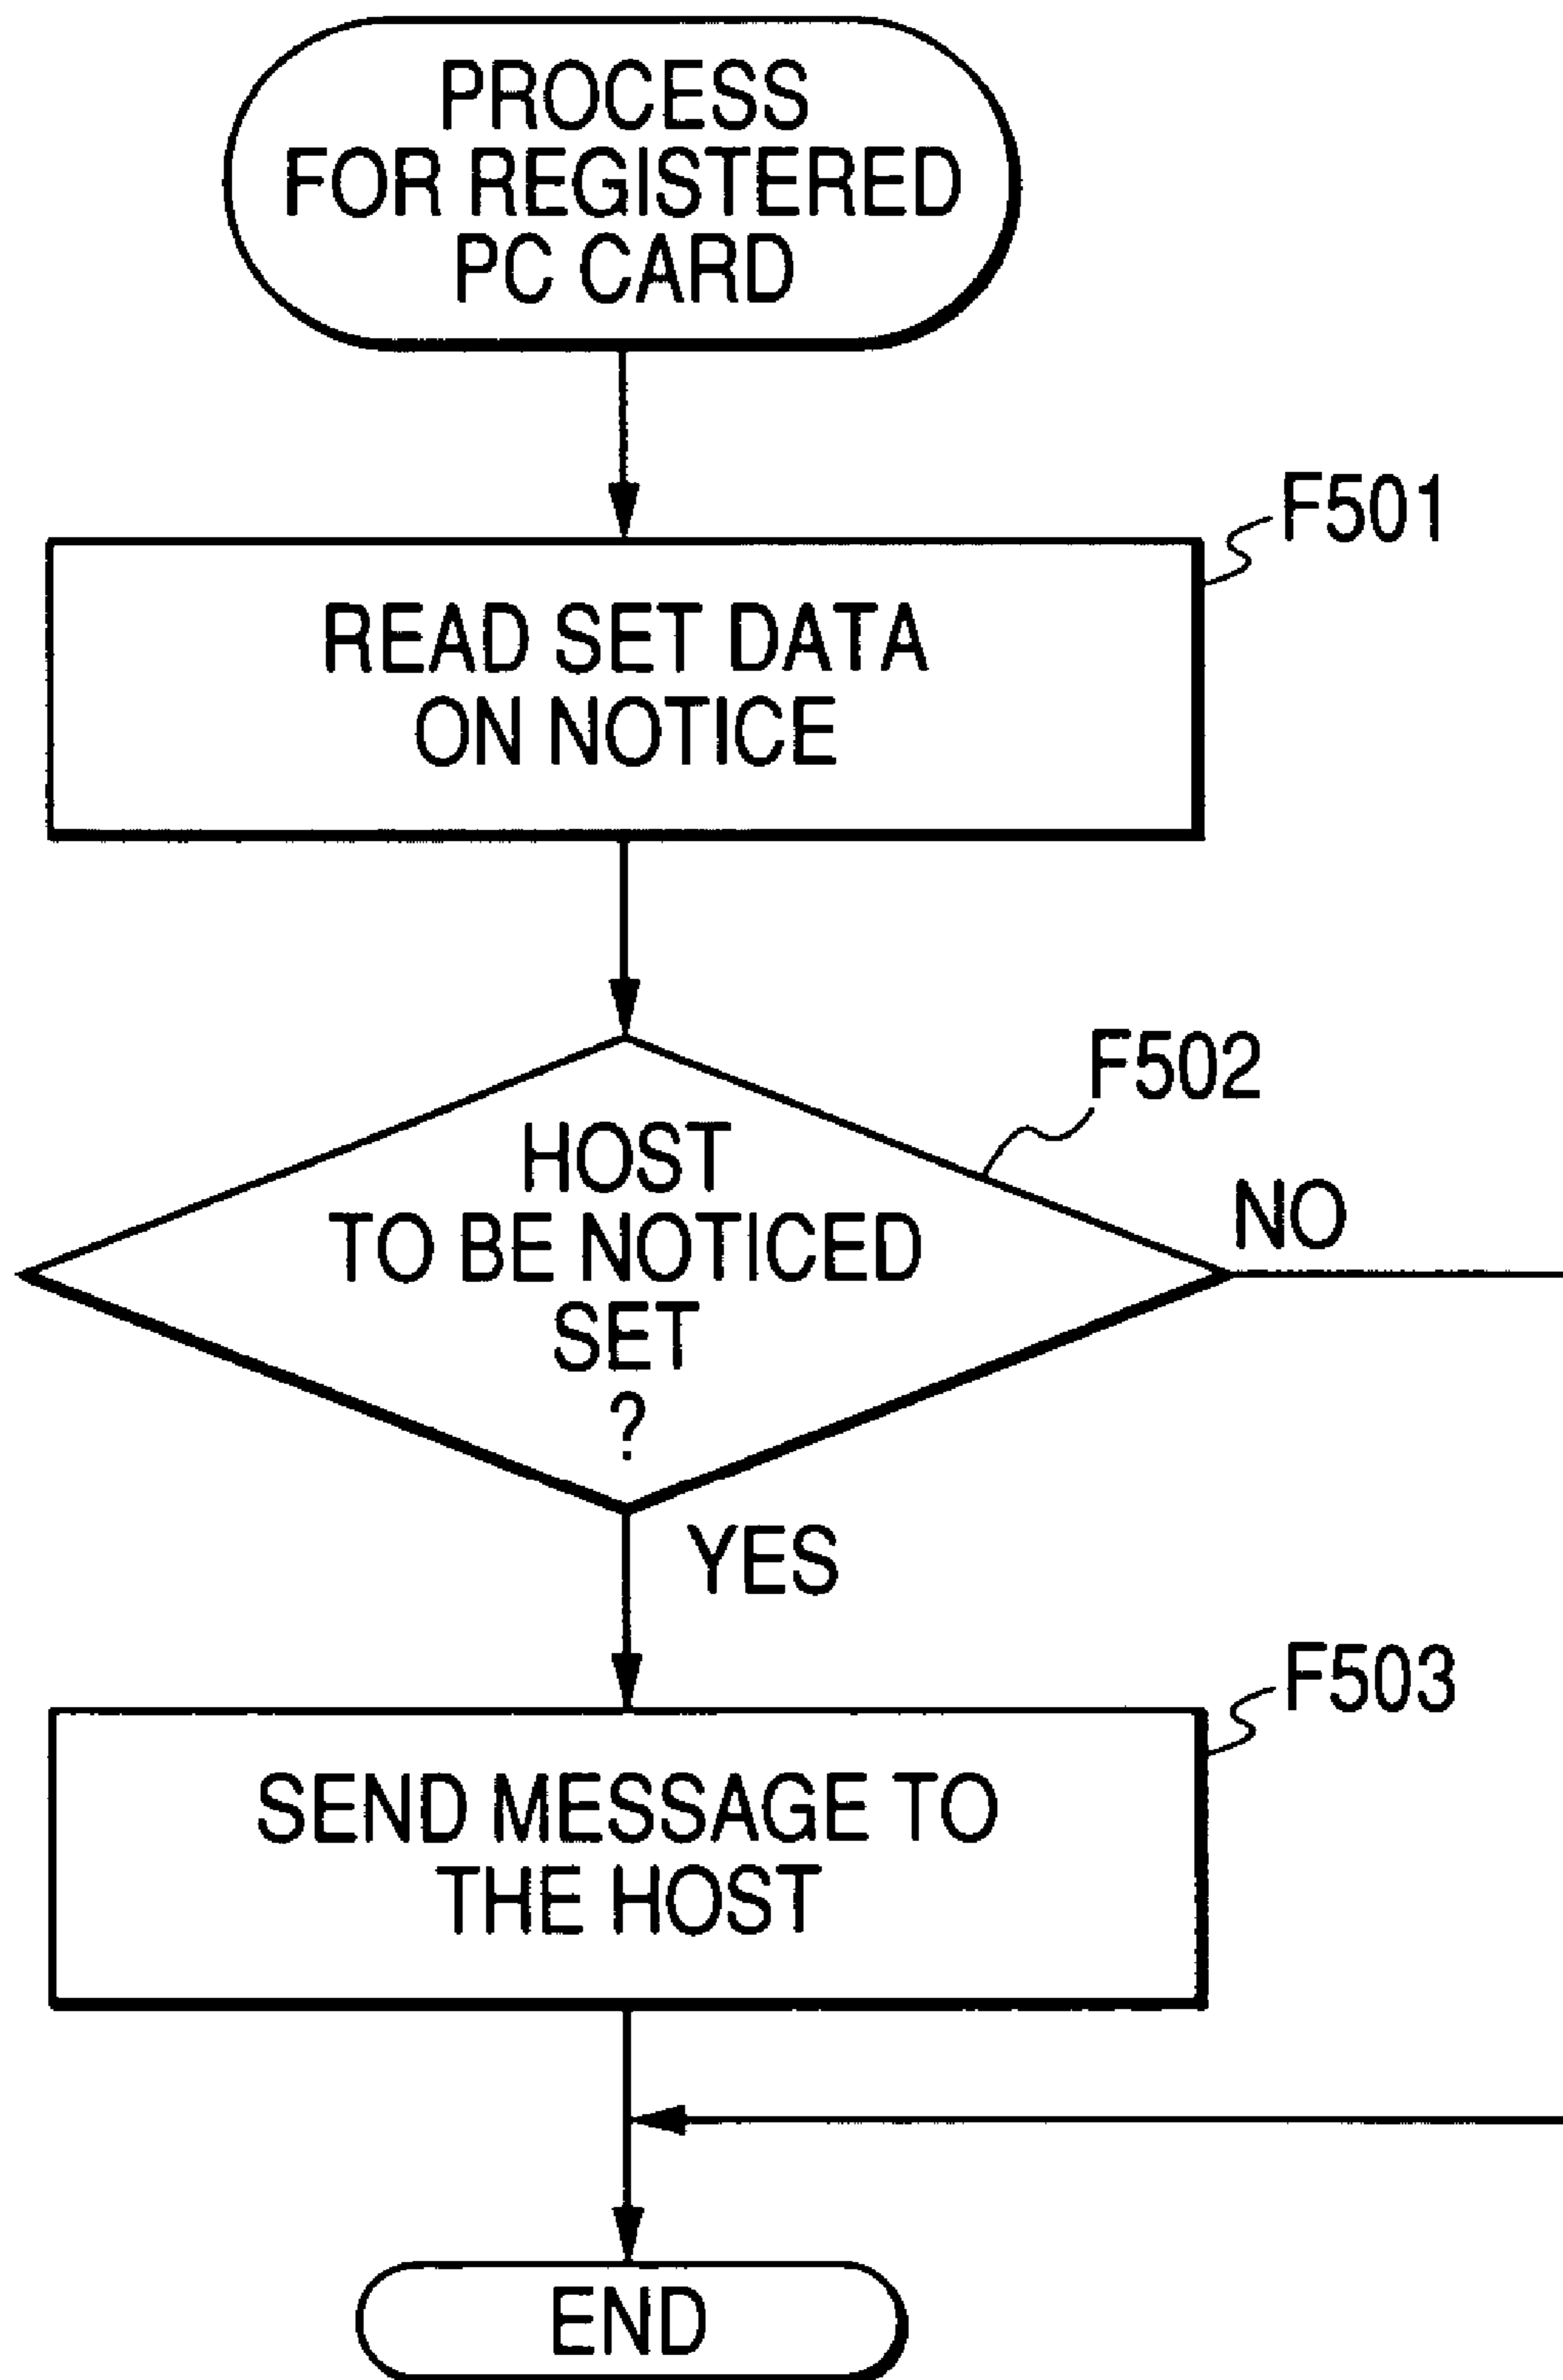 PROCESS
FOR REGISTERED
PC CARD
F501
READ SET DATA
ON NOTICE
F502
HOST
TO BE NOTICED
SET
?
NO
YES
F503
SEND MESSAGE TO
THE HOST
END